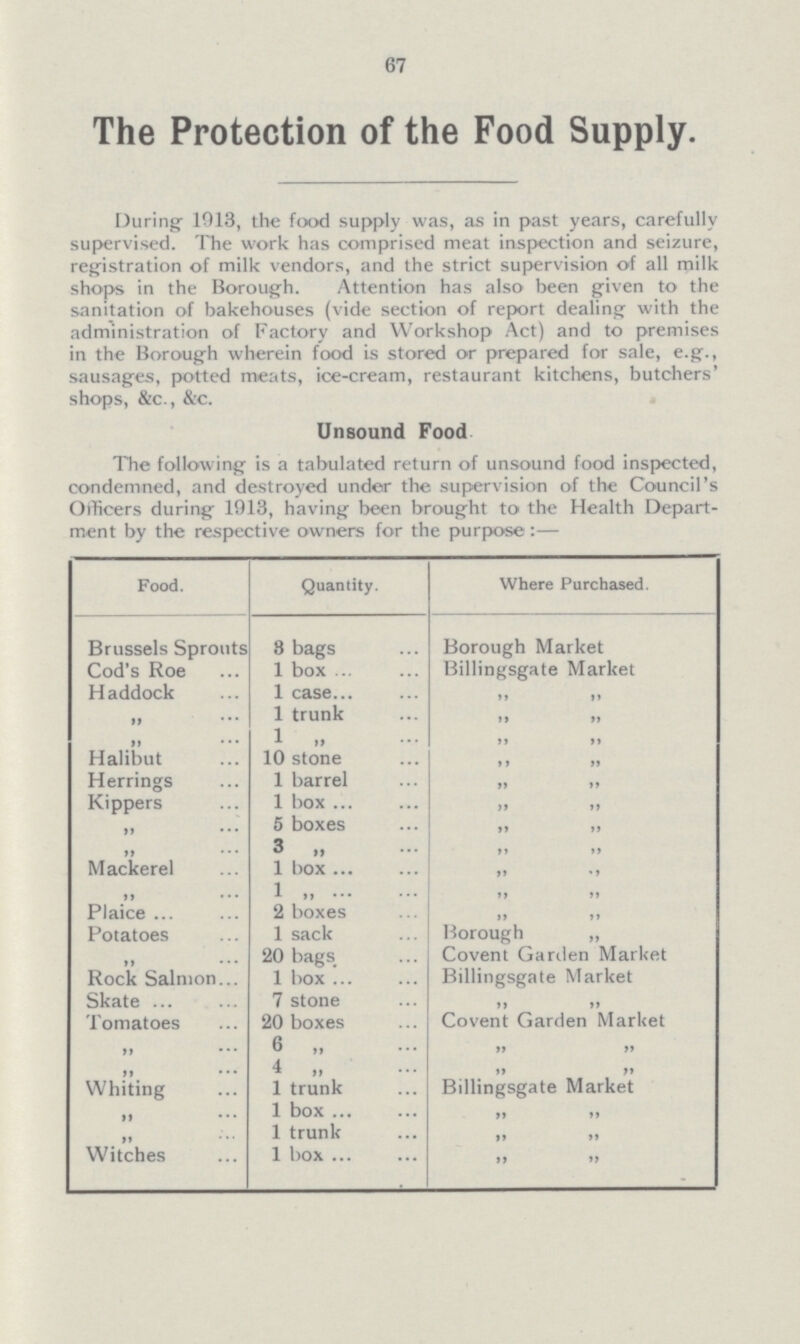 67
The Protection of the Food Supply.
During 1913, the food supply was, as in past years, carefully
supervised. The work has comprised meat inspection and seizure,
registration of milk vendors, and the strict supervision of all milk
shops in the Borough. Attention has also been given to the
sanitation of bakehouses (vide section of report dealing with the
administration of Factory and Workshop Act) and to premises
in the Borough wherein food is stored or prepared for sale, e.g.,
sausages, potted meats, ice-cream, restaurant kitchens, butchers'
shops, &c., &c.
Unsound Food
The following is a tabulated return of unsound food inspected,
condemned, and destroyed under the supervision of the Council's
Officers during 1913, having been brought to the Health Depart-
ment by the respective owners for the purpose:—
Food. Quantity. Where Purchased.
Brussels Sprouts 3 bags ... Borough Market
Cod's Roe ... 1 box ... ... Billingsgate Market
Haddock ... 1 case... ... ,, ,,
,, ... 1 trunk ... ,, ,,
,, ... 1 ,, ... ,, ,,
Halibut ... 10 stone ... ,, ,,
Herrings ... 1 barrel ... ,, ,,
Kippers ... 1 box ... ... ,, ,,
,, ... 5 boxes ... ,, ,,
,, ... 3 ,, ... ,, ,,
Mackerel ... 1 box ... ... ,, ,,
,, ... 1 ,, ... ... ,, ,,
Plaice ... ... 2 boxes ... ,, ,,
Potatoes ... 1 sack ... Borough ,,
,, ... 20 bags ... Covent Garden Market
Rock Salmon... 1 box ... ... Billingsgate Market
Skate ... ... 7 stone ... ,, ,,
Tomatoes ... 20 boxes ... Covent Garden Market
,, ... 6 ,, ... ,, ,,
,, ... 4 ,, ... ,, ,,
Whiting ... 1 trunk ... Billingsgate Market
,, ... 1 box ... ... ,, ,,
,, ... 1 trunk ... ,, ,,
Witches ... 1 box ... ... ,, ,,